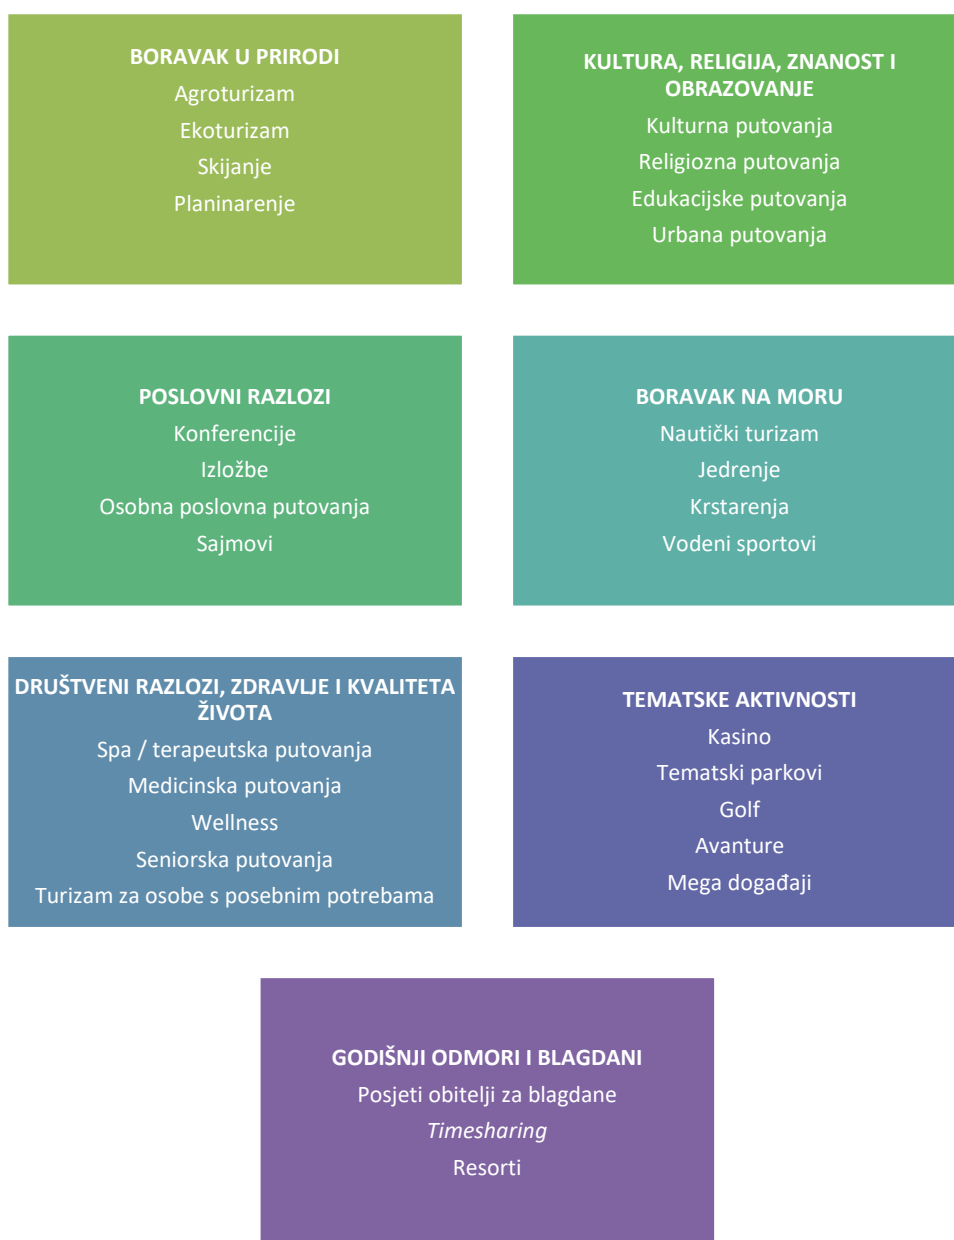 BORAVAK U PRIRODI
Agroturizam
Ekoturizam
Skijanje
Planinarenje
KULTURA, RELIGIJA, ZNANOST I
OBRAZOVANJE
Kulturna putovanja
Religiozna putovanja
Edukacijske putovanja
Urbana putovanja
POSLOVNI RAZLOZI
Konferencije
Izložbe
Osobna poslovna putovanja
Sajmovi
BORAVAK NA MORU
Nautički turizam
Jedrenje
Krstarenja
Vodeni sportovi
DRUŠTVENI RAZLOZI, ZDRAVLJE I KVALITETA
ŽIVOTA
Spa / terapeutska putovanja
Medicinska putovanja
Wellness
Seniorska putovanja
Turizam za osobe s posebnim potrebama
TEMATSKE AKTIVNOSTI
Kasino
Tematski parkovi
Golf
Avanture
Mega događaji
GODIŠNJI ODMORI I BLAGDANI
Posjeti obitelji za blagdane
Timesharing
Resorti